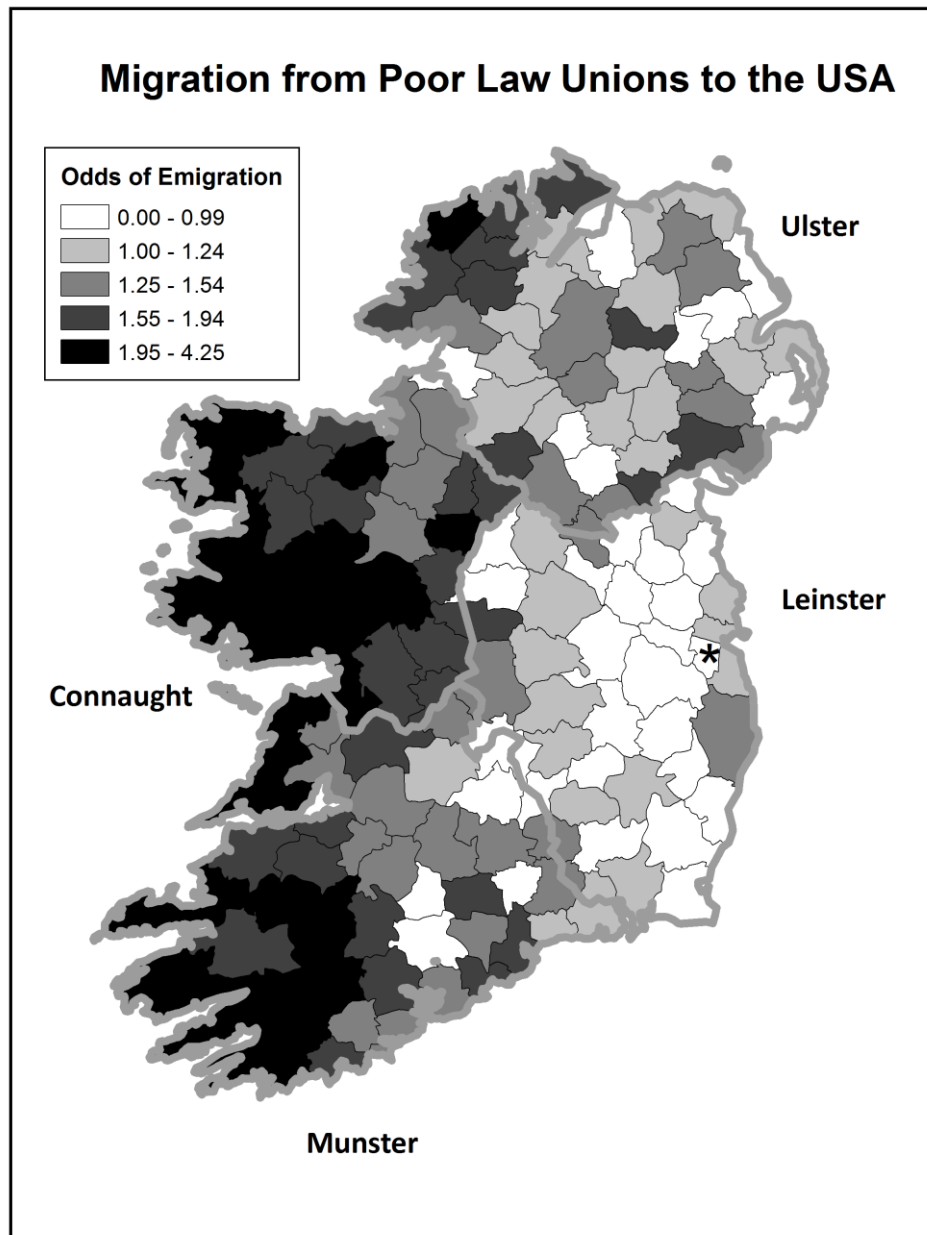 Migration from Poor Law Unions to the USA
Odds of Emigration
0.00 - 0.99
1.00 - 1.24
1.25 - 1.54
1.55 - 1.94
1.95 - 4.25
Ulster
Leinster
*
Connaught
Munster